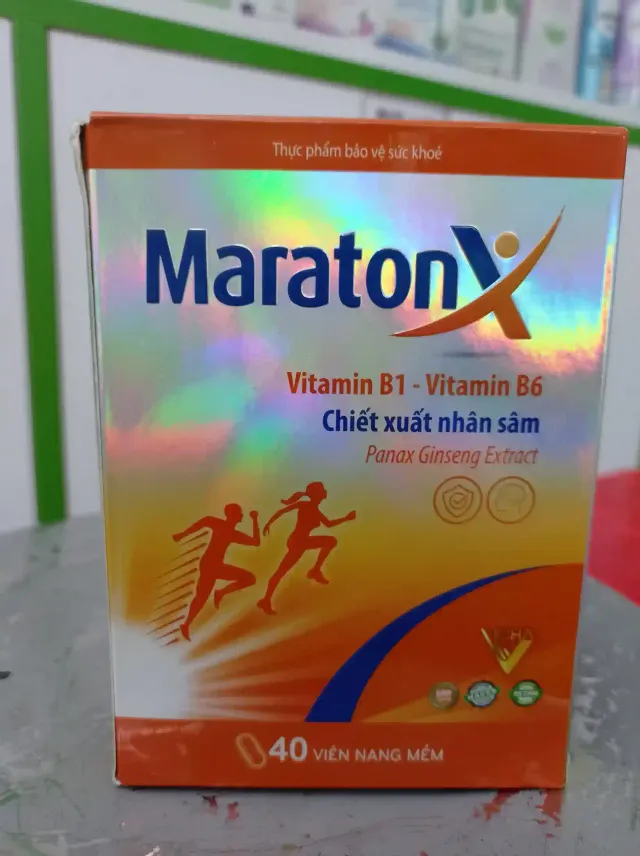 Thực phẩm bảo vệ sức khoẻ
MaratonX
Vitamin B1 - Vitamin B6
Chiết xuất nhân sâm
Panax Ginseng Extract
40 VIÊN NANG MỀM